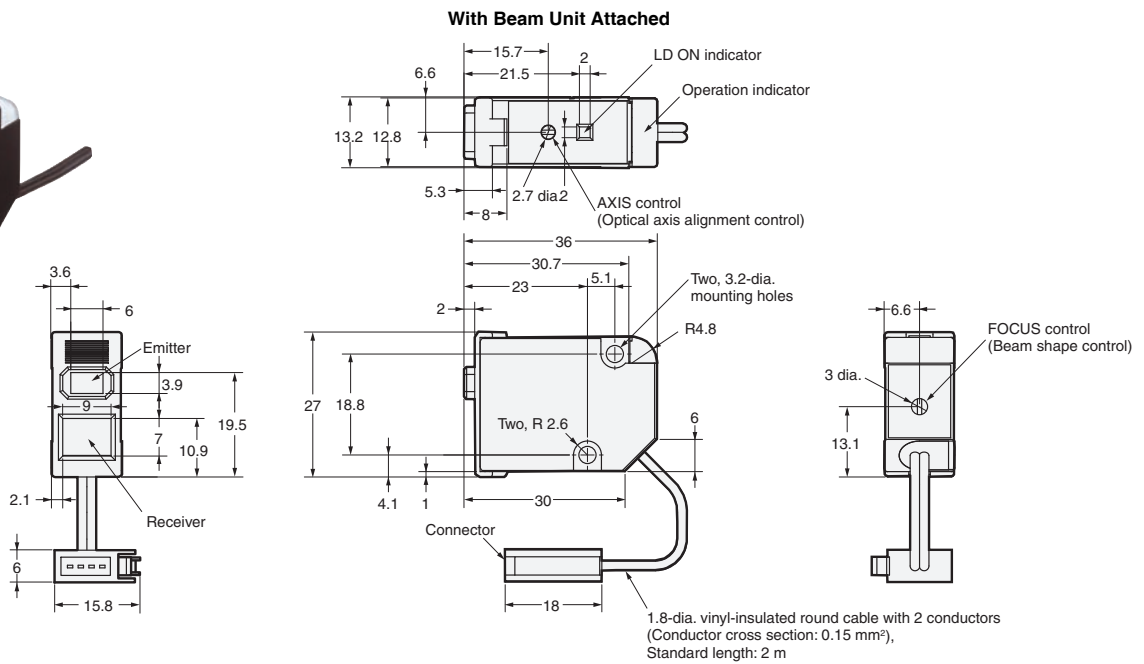 With Beam Unit Attached
15.7
2
LD ON indicator
21.5
6.6
Operation indicator
13.2
12.8
5.3
2.7 dia
2
AXIS control
(Optical axis alignment control)
8
36
30.7
5.1
23
Two, 3.2-dia.
mounting holes
2
R4.8
27
18.8
Two, R 2.6
6
4.1
1
30
Connector
18
1.8-dia. vinyl-insulated round cable with 2 conductors
(Conductor cross section: 0.15 mm²),
Standard length: 2 m
3.6
6
Emitter
3.9
9
19.5
7
10.9
2.1
Receiver
6
15.8
6.6
FOCUS control
(Beam shape control)
3 dia.
13.1